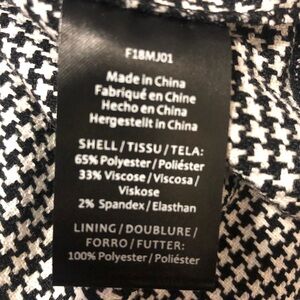 F18MJ01
Made in China
Fabriqué en Chine
Hecho en China
Hergestellt in China
SHELL / TISSU / TELA:
65% Polyester / Poliéster
33% Viscose / Viscosa /
Viskose
2% Spandex / Elasthan
LINING / DOUBLURE /
FORRO / FUTTER:
100% Polyester / Poliéster